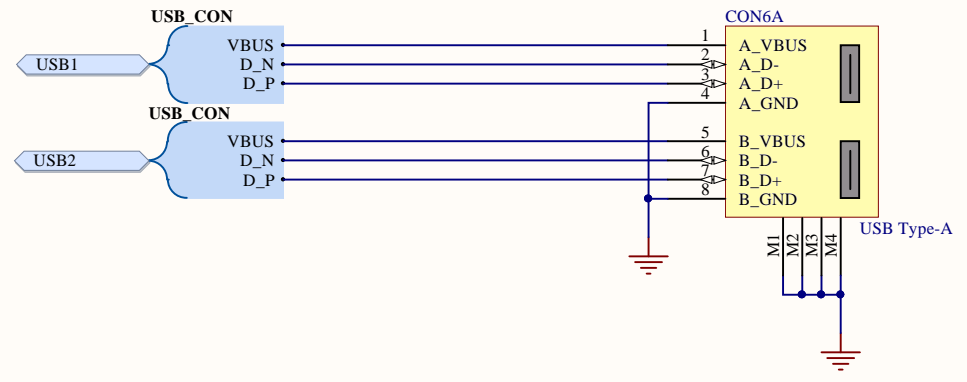 USB_CON
CON6A
USB1
VBUS
D_N
D_P
1
2
3
4
A_VBUS
A_D-
A_D+
A_GND
USB_CON
USB2
VBUS
D_N
D_P
5
6
7
8
B_VBUS
B_D-
B_D+
B_GND
USB Type-A
M1
M2
M3
M4